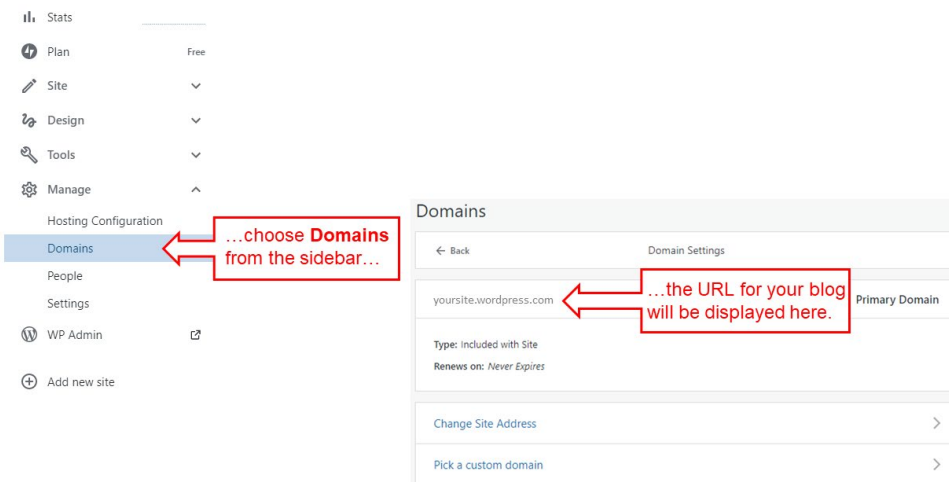 Stats
Plan Free
Site
Design
Tools
Manage
Hosting Configuration
Domains
People
Settings
WP Admin
Add new site
…choose Domains
from the sidebar…
Domains
← Back Domain Settings
yoursite.wordpress.com
…the URL for your blog
will be displayed here.
Primary Domain
Type: Included with Site
Renews on: Never Expires
Change Site Address
Pick a custom domain